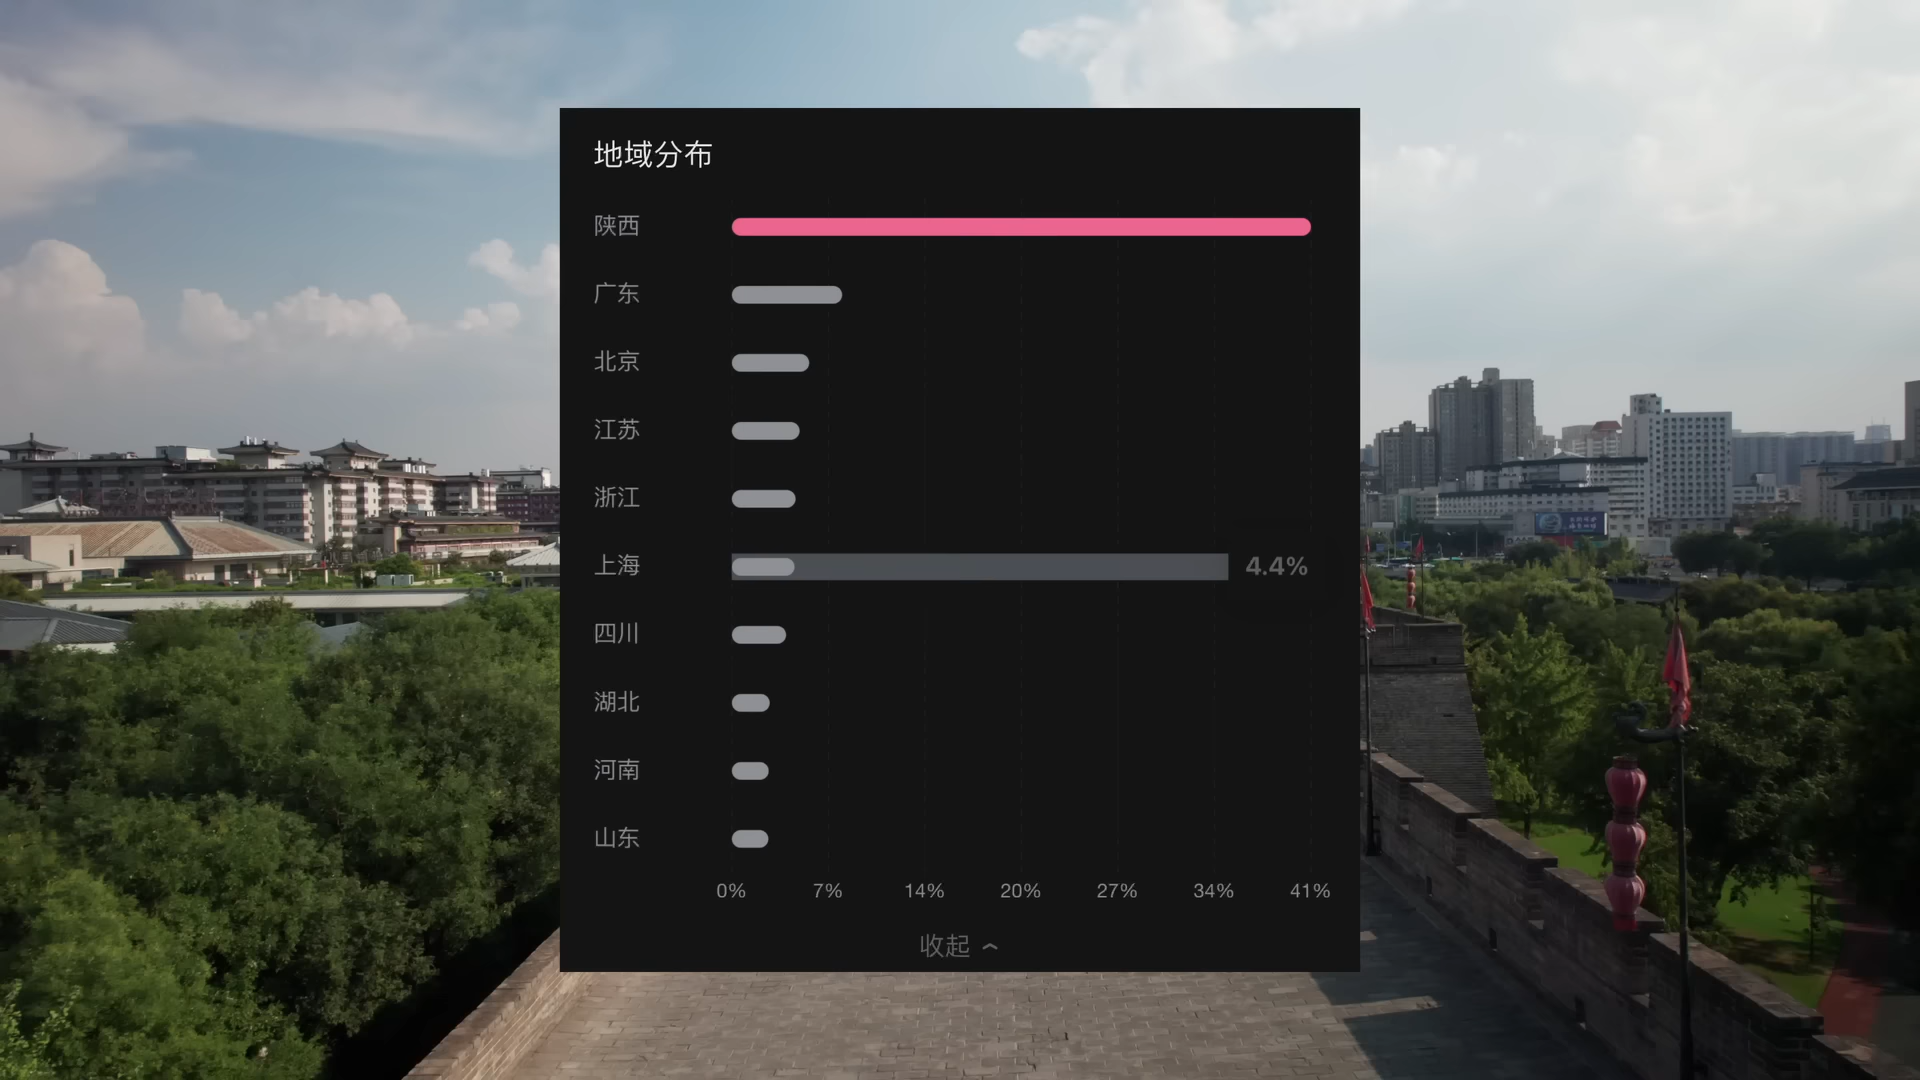 地域分布
陕西
广东
北京
江苏
浙江
上海 4.4%
四川
湖北
河南
山东
0% 7% 14% 20% 27% 34% 41%
收起